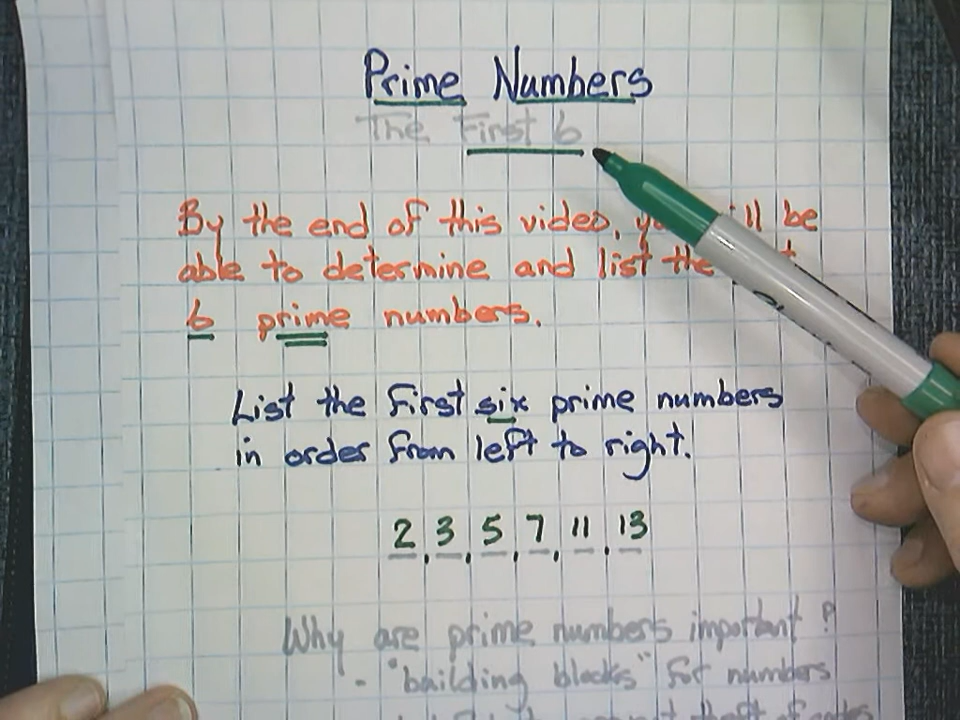 Prime Numbers
The First 6
By the end of this video, be
able to determine and list the
6 prime numbers.
List the first six prime numbers
in order from left to right.
2, 3, 5, 7, 11, 13
Why are prime numbers important?
- "building blocks" for numbers